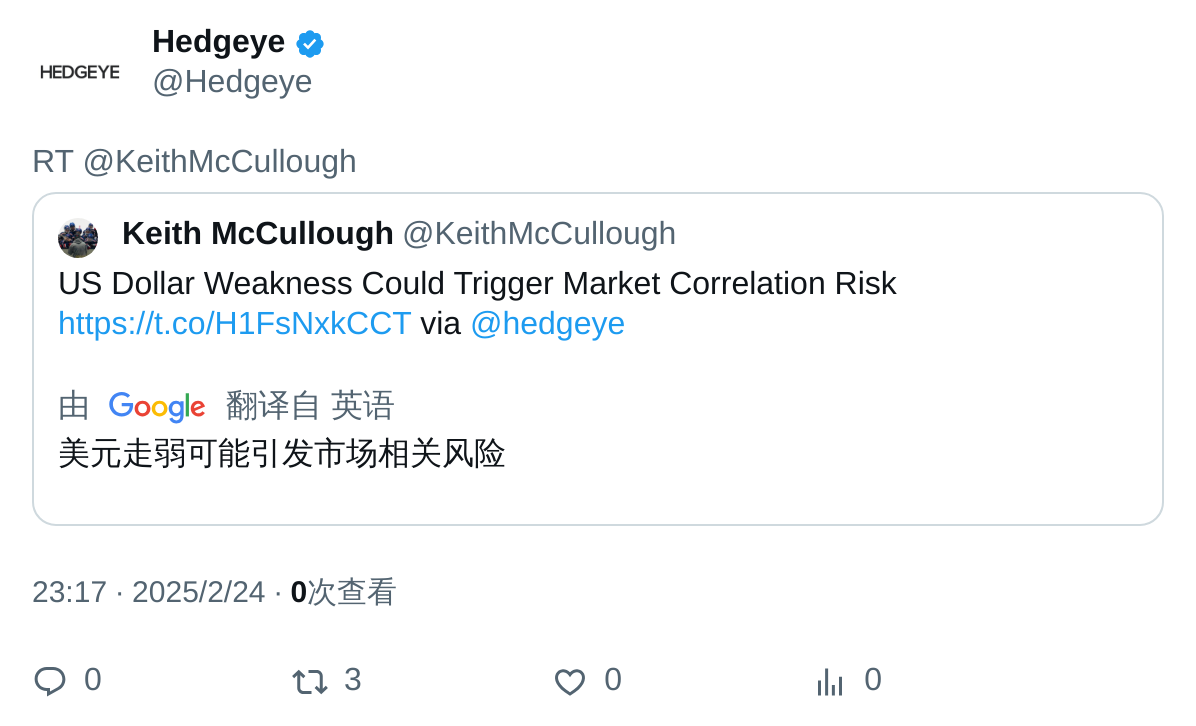 Hedgeye
HEDGEYE
@Hedgeye
RT @KeithMcCullough
Keith McCullough @KeithMcCullough
US Dollar Weakness Could Trigger Market Correlation Risk
https://t.co/H1FsNxkCCT via @hedgeye
由 Google 翻译自 英语
美元走弱可能引发市场相关风险
23:17 · 2025/2/24 · 0次查看
0 3 0 0